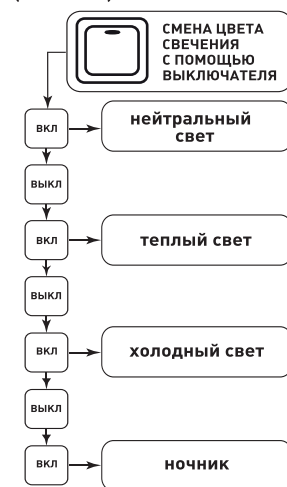 СМЕНА ЦВЕТА
СВЕЧЕНИЯ
С ПОМОЩЬЮ
ВЫКЛЮЧАТЕЛЯ
ВКЛ
нейтральный
свет
ВЫКЛ
ВКЛ
теплый свет
ВЫКЛ
ВКЛ
холодный свет
ВЫКЛ
ВКЛ
ночник